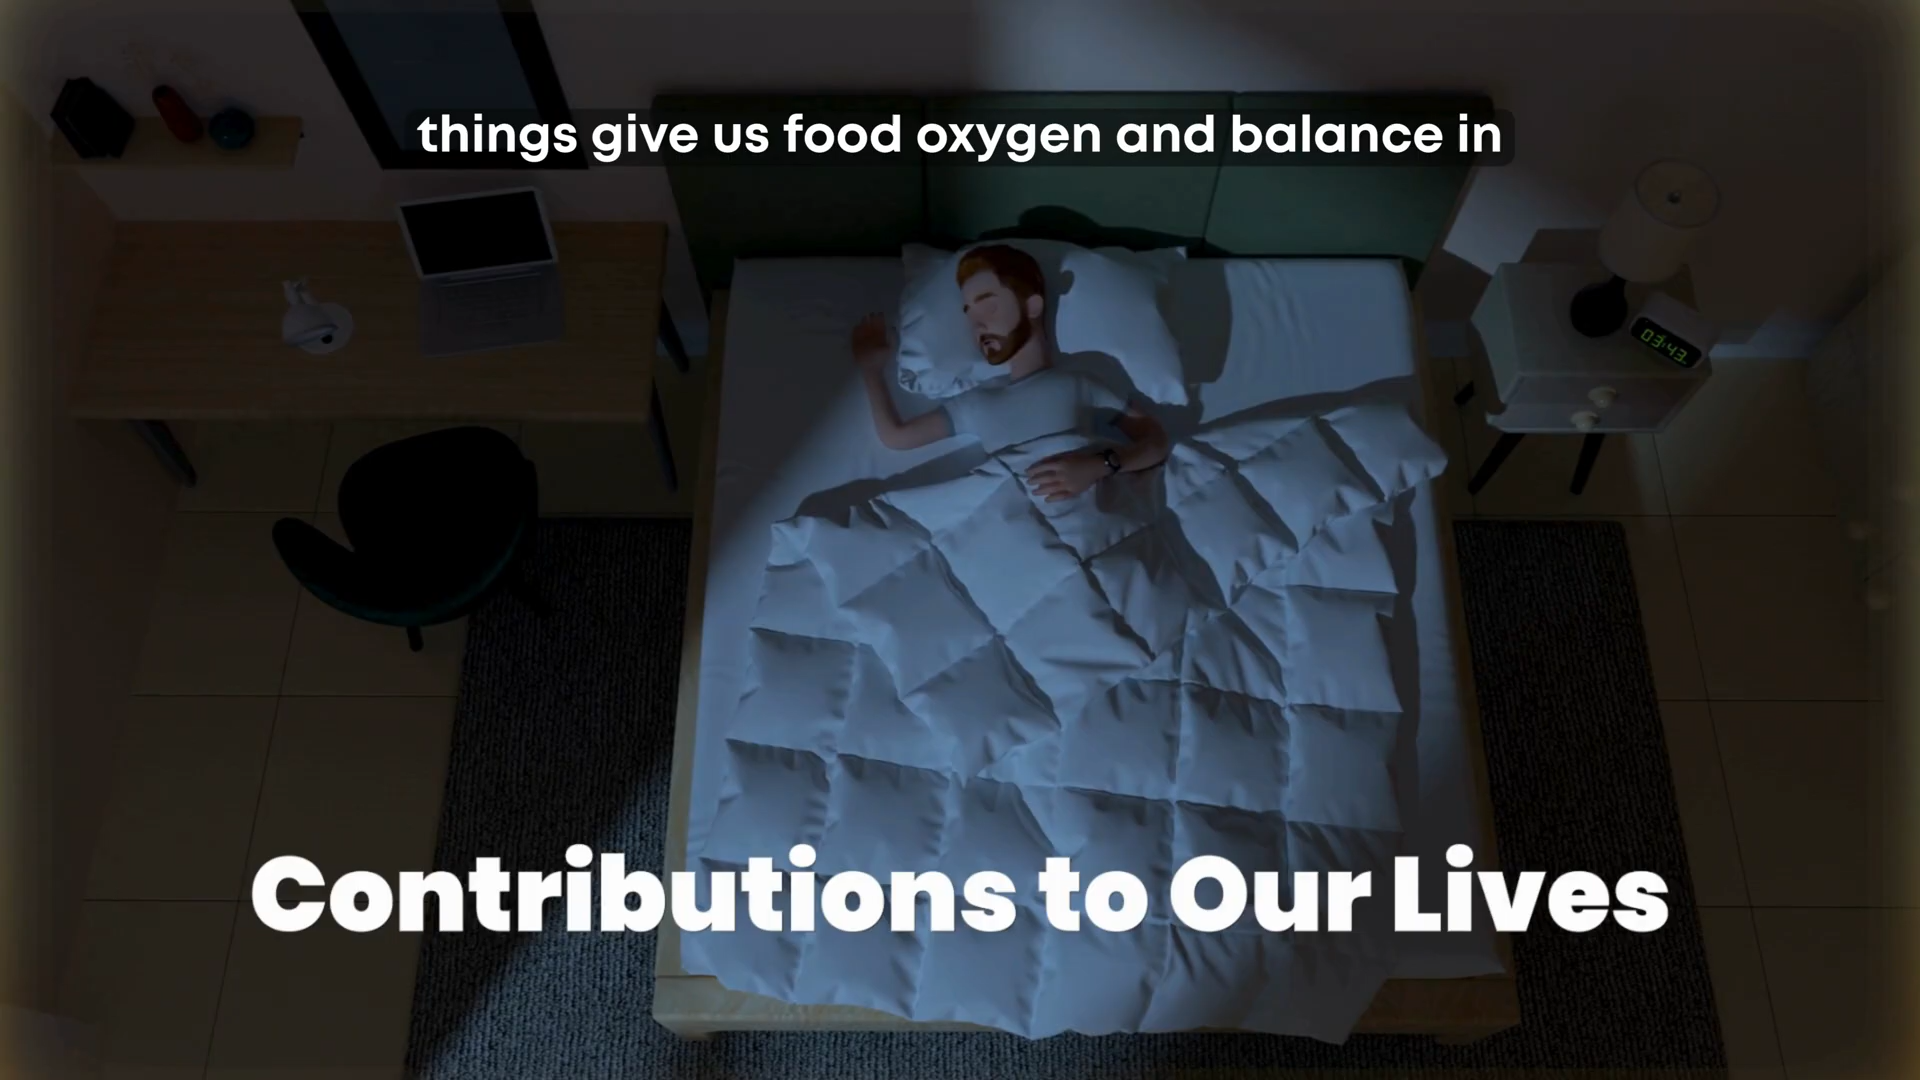 things give us food oxygen and balance in
03:43
Contributions to Our Lives